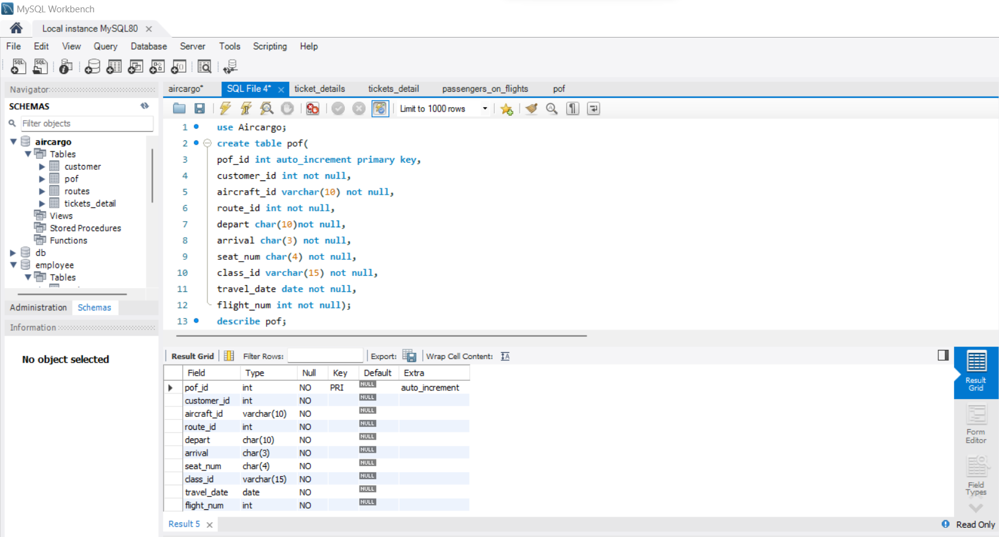 MySQL Workbench
Local instance MySQL80
File Edit View Query Database Server Tools Scripting Help
Navigator
SCHEMAS
Filter objects
aircargo
Tables
customer
pof
routes
tickets_detail
Views
Stored Procedures
Functions
db
employee
Tables
Administration Schemas
Information
No object selected
aircargo* SQL File 4* ticket_details tickets_detail passengers_on_flights pof
Limit to 1000 rows
1 use Aircargo;
2 create table pof(
3 pof_id int auto_increment primary key,
4 customer_id int not null,
5 aircraft_id varchar(10) not null,
6 route_id int not null,
7 depart char(10)not null,
8 arrival char(3) not null,
9 seat_num char(4) not null,
10 class_id varchar(15) not null,
11 travel_date date not null,
12 flight_num int not null);
13 describe pof;
Result Grid Filter Rows: Export: Wrap Cell Content:
Field Type Null Key Default Extra
pof_id int NO PRI NULL auto_increment
customer_id int NO NULL
aircraft_id varchar(10) NO NULL
route_id int NO NULL
depart char(10) NO NULL
arrival char(3) NO NULL
seat_num char(4) NO NULL
class_id varchar(15) NO NULL
travel_date date NO NULL
flight_num int NO NULL
Result
Grid
Form
Editor
Field
Types
Result 5
Read Only